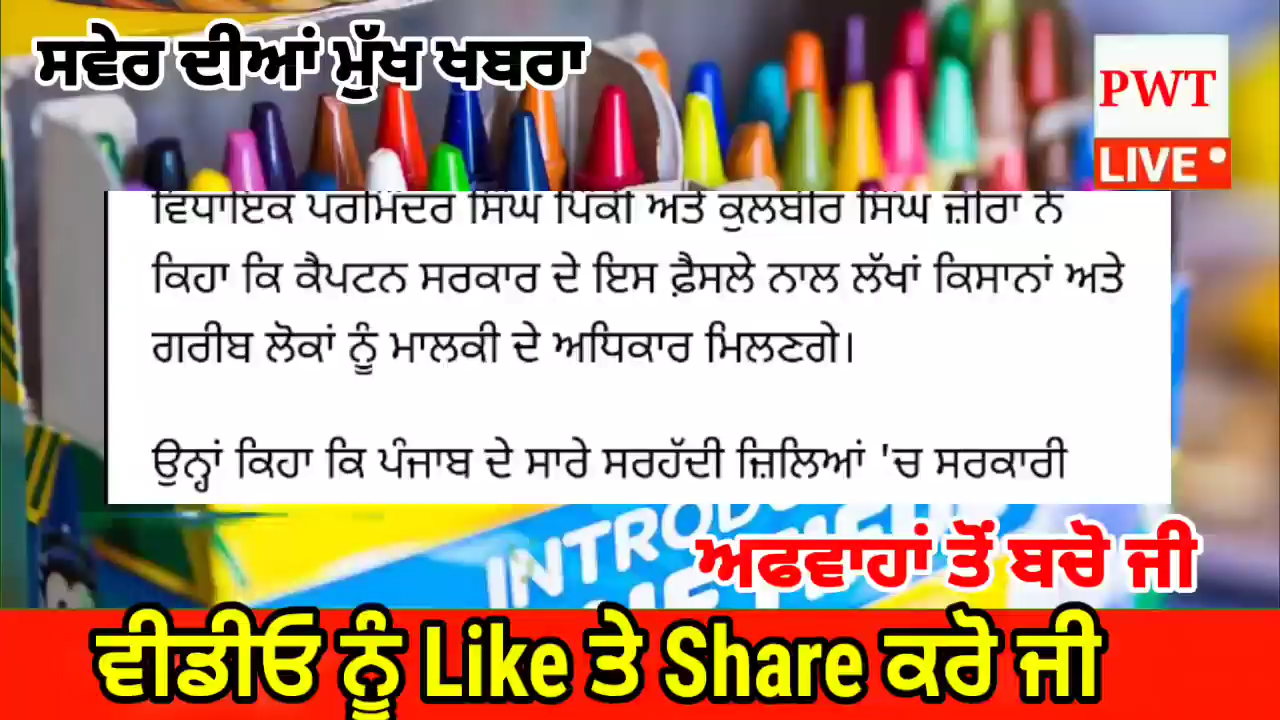 ਸਵੇਰ ਦੀਆਂ ਮੁੱਖ ਖਬਰਾ
PWT
LIVE
ਵਿਧਾਇਕ ਪਰਮਿੰਦਰ ਸਿੰਘ ਪਿੰਕੀ ਅਤੇ ਕੁਲਬੀਰ ਸਿੰਘ ਜ਼ੀਰਾ ਨੇ
ਕਿਹਾ ਕਿ ਕੈਪਟਨ ਸਰਕਾਰ ਦੇ ਇਸ ਫ਼ੈਸਲੇ ਨਾਲ ਲੱਖਾਂ ਕਿਸਾਨਾਂ ਅਤੇ
ਗਰੀਬ ਲੋਕਾਂ ਨੂੰ ਮਾਲਕੀ ਦੇ ਅਧਿਕਾਰ ਮਿਲਣਗੇ।
ਉਨ੍ਹਾਂ ਕਿਹਾ ਕਿ ਪੰਜਾਬ ਦੇ ਸਾਰੇ ਸਰਹੱਦੀ ਜ਼ਿਲਿਆਂ 'ਚ ਸਰਕਾਰੀ
ਅਫਵਾਹਾਂ ਤੋਂ ਬਚੋ ਜੀ
ਵੀਡੀਓ ਨੂੰ Like ਤੇ Share ਕਰੋ ਜੀ